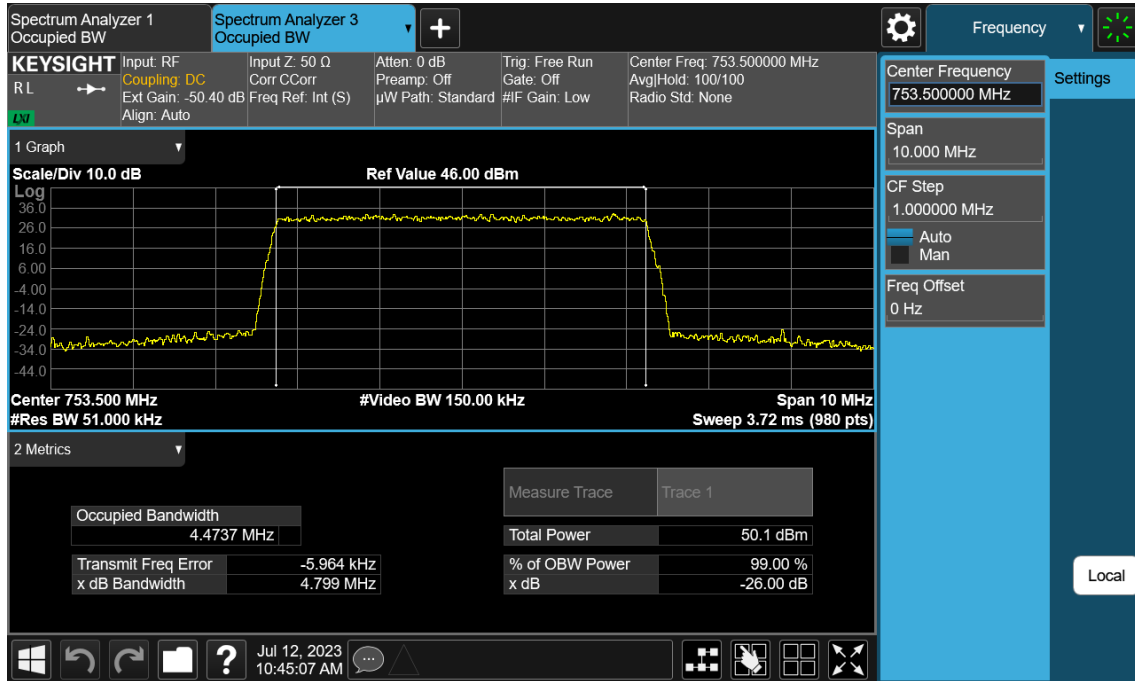 Spectrum Analyzer 1
Occupied BW
Spectrum Analyzer 3
Occupied BW
▼
+
Frequency
▼
KEYSIGHT
R L
LXI
Input: RF
Coupling: DC
Ext Gain: -50.40 dB
Align: Auto
Input Z: 50 Ω
Corr CCorr
Freq Ref: Int (S)
Atten: 0 dB
Preamp: Off
µW Path: Standard
Trig: Free Run
Gate: Off
#IF Gain: Low
Center Freq: 753.500000 MHz
Avg|Hold: 100/100
Radio Std: None
1 Graph
▼
Scale/Div 10.0 dB
Ref Value 46.00 dBm
Log
36.0
26.0
16.0
6.00
-4.00
-14.0
-24.0
-34.0
-44.0
Center 753.500 MHz
#Video BW 150.00 kHz
Span 10 MHz
#Res BW 51.000 kHz
Sweep 3.72 ms (980 pts)
2 Metrics
▼
Measure Trace
Trace 1
Occupied Bandwidth
4.4737 MHz
Total Power
50.1 dBm
Transmit Freq Error
-5.964 kHz
% of OBW Power
99.00 %
x dB Bandwidth
4.799 MHz
x dB
-26.00 dB
Center Frequency
753.500000 MHz
Settings
Span
10.000 MHz
CF Step
1.000000 MHz
Auto
Man
Freq Offset
0 Hz
Local
?
Jul 12, 2023
10:45:07 AM